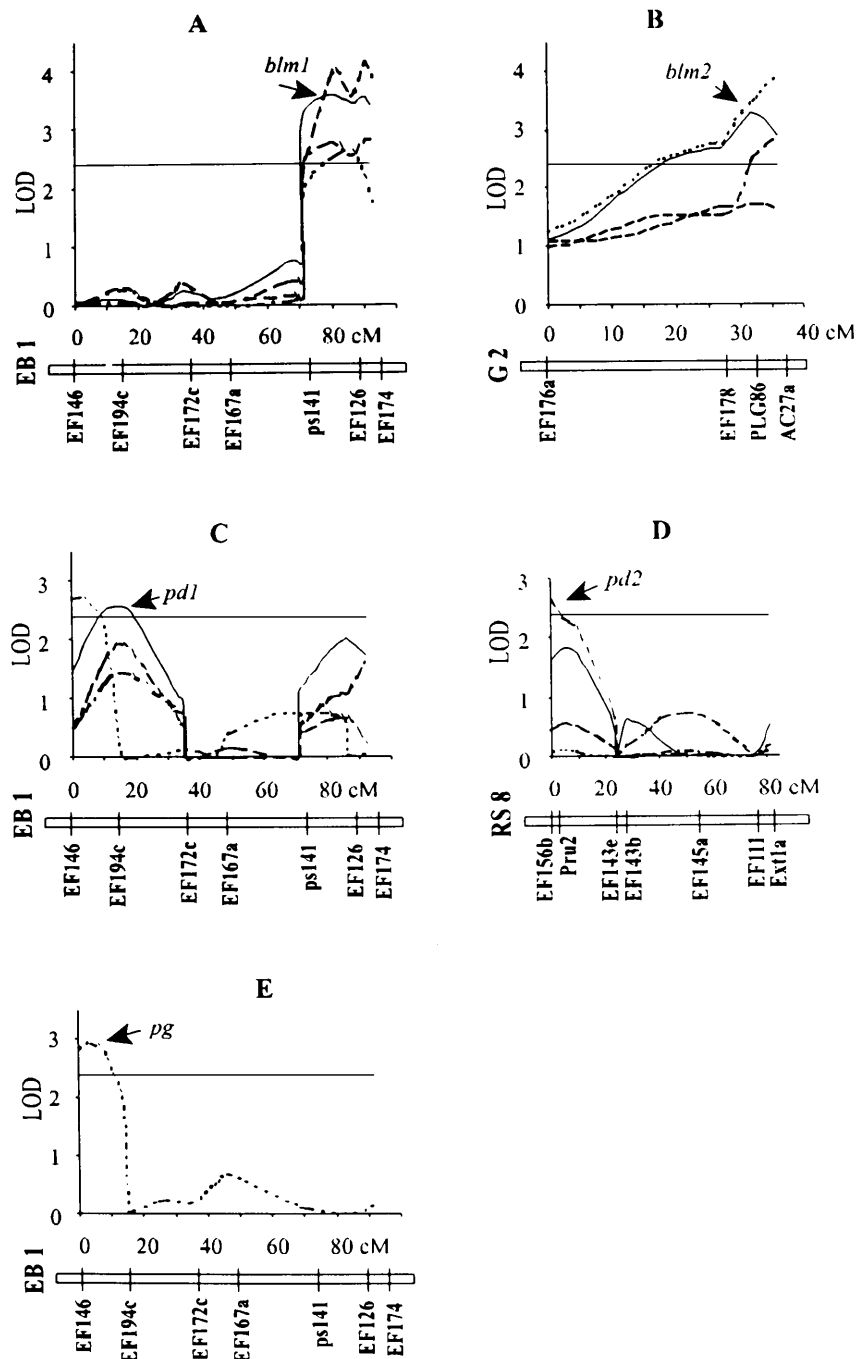 A
4
3
2
1
0
LOD
blm1
0 20 40 60 80 cM
EB 1
EF146
EF194c
EF172c
EF167a
ps141
EF126
EF174
B
4
3
2
1
0
LOD
blm2
0 10 20 30 40 cM
G 2
EF176a
EF178
PLG86
AC27a
C
3
2
1
0
LOD
pd1
0 20 40 60 80 cM
EB 1
EF146
EF194c
EF172c
EF167a
ps141
EF126
EF174
D
3
2
1
0
LOD
pd2
0 20 40 60 80 cM
RS 8
EF156b
Pru2
EF143e
EF143b
EF145a
EF111
Ext1a
E
3
2
1
0
LOD
pg
0 20 40 60 80 cM
EB 1
EF146
EF194c
EF172c
EF167a
ps141
EF126
EF174